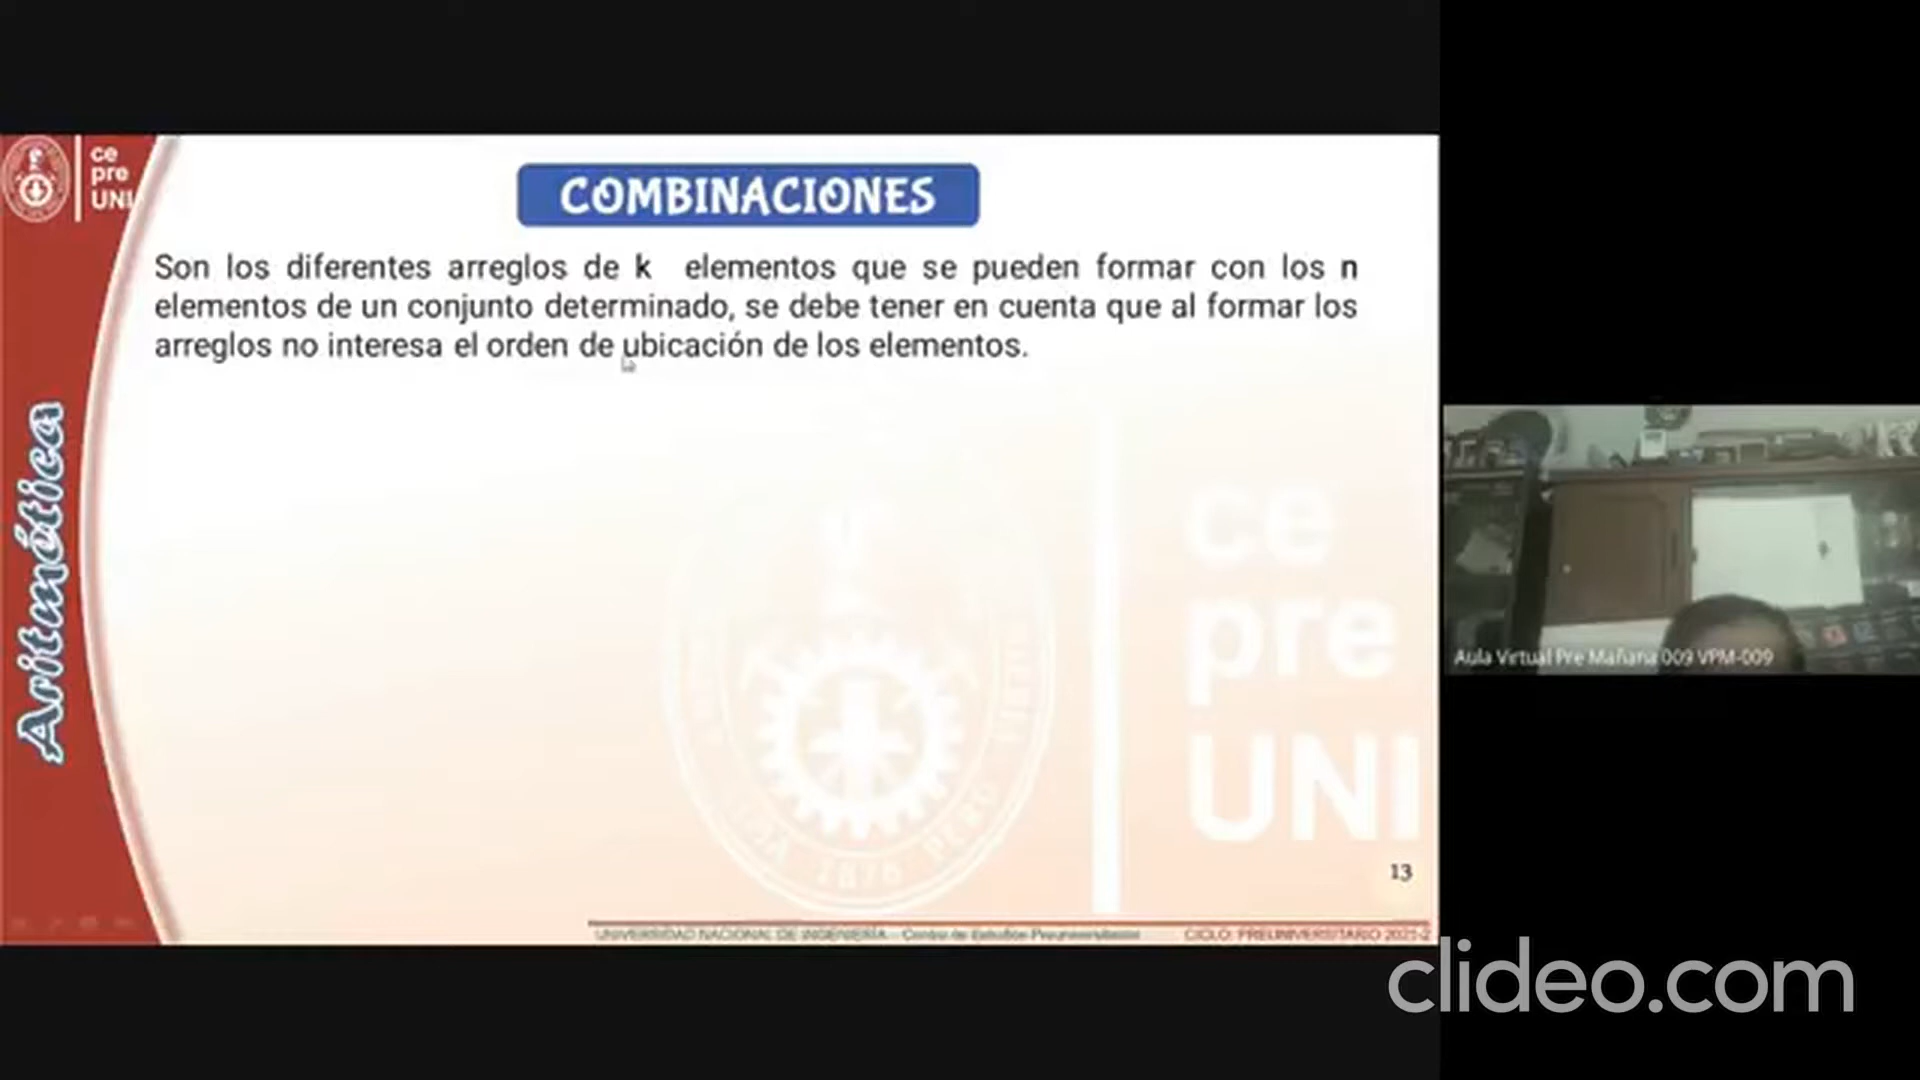 ce
pre
UNI
COMBINACIONES
Son los diferentes arreglos de k elementos que se pueden formar con los n
elementos de un conjunto determinado, se debe tener en cuenta que al formar los
arreglos no interesa el orden de ubicación de los elementos.
Aritmética
ce
pre
UNI
1876
PERÚ
13
UNIVERSIDAD NACIONAL DE INGENIERÍA - Centro de Estudios Preuniversitarios
CICLO: PREUNIVERSITARIO 2021-2
Aula Virtual Pre Mañana 009 VPM-009
clideo.com